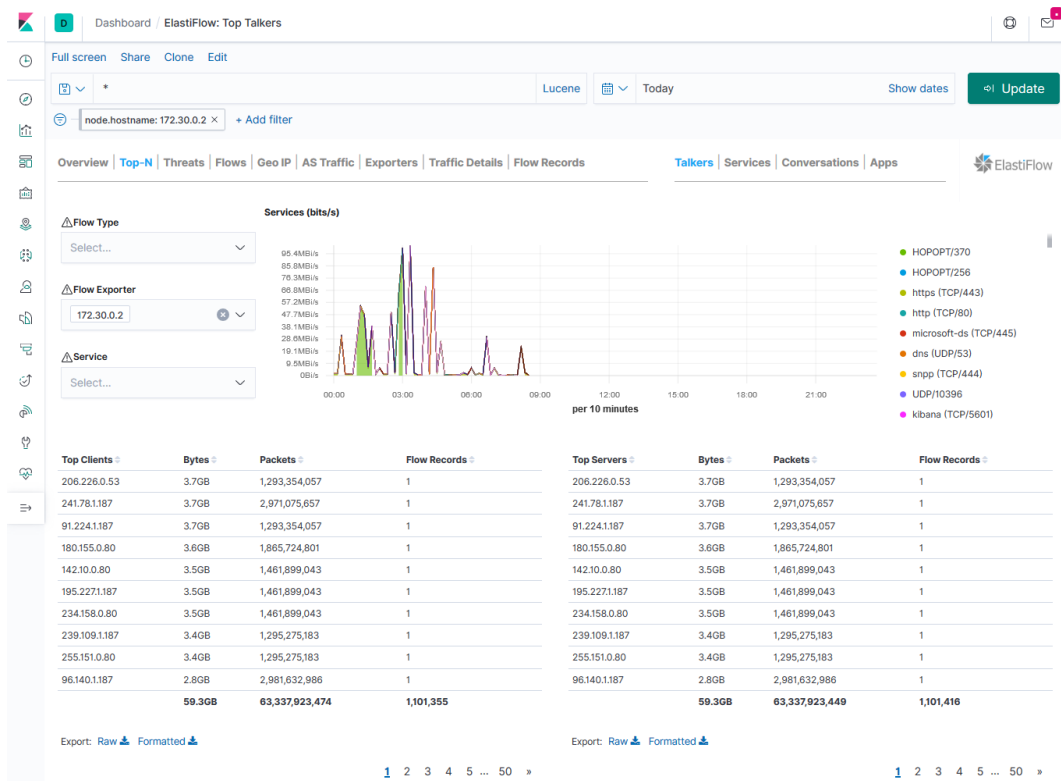 D Dashboard / ElastiFlow: Top Talkers
Full screen Share Clone Edit
* Lucene Today Show dates Update
node.hostname: 172.30.0.2 × + Add filter
Overview | Top-N | Threats | Flows | Geo IP | AS Traffic | Exporters | Traffic Details | Flow Records
Talkers | Services | Conversations | Apps
ElastiFlow
Flow Type
Select...
Flow Exporter
172.30.0.2
Service
Select...
Services (bits/s)
95.4MBi/s
85.8MBi/s
76.3MBi/s
66.8MBi/s
57.2MBi/s
47.7MBi/s
38.1MBi/s
28.6MBi/s
19.1MBi/s
9.5MBi/s
0Bi/s
00:00 03:00 06:00 09:00 12:00 15:00 18:00 21:00
per 10 minutes
HOPOPT/370
HOPOPT/256
https (TCP/443)
http (TCP/80)
microsoft-ds (TCP/445)
dns (UDP/53)
snpp (TCP/444)
UDP/10396
kibana (TCP/5601)
Top Clients Bytes Packets Flow Records
206.226.0.53 3.7GB 1,293,354,057 1
241.78.1.187 3.7GB 2,971,075,657 1
91.224.1.187 3.7GB 1,293,354,057 1
180.155.0.80 3.6GB 1,865,724,801 1
142.10.0.80 3.5GB 1,461,899,043 1
195.227.1.187 3.5GB 1,461,899,043 1
234.158.0.80 3.5GB 1,461,899,043 1
239.109.1.187 3.4GB 1,295,275,183 1
255.151.0.80 3.4GB 1,295,275,183 1
96.140.1.187 2.8GB 2,981,632,986 1
59.3GB 63,337,923,474 1,101,355
Export: Raw Formatted
1 2 3 4 5 ... 50 »
Top Servers Bytes Packets Flow Records
206.226.0.53 3.7GB 1,293,354,057 1
241.78.1.187 3.7GB 2,971,075,657 1
91.224.1.187 3.7GB 1,293,354,057 1
180.155.0.80 3.6GB 1,865,724,801 1
142.10.0.80 3.5GB 1,461,899,043 1
195.227.1.187 3.5GB 1,461,899,043 1
234.158.0.80 3.5GB 1,461,899,043 1
239.109.1.187 3.4GB 1,295,275,183 1
255.151.0.80 3.4GB 1,295,275,183 1
96.140.1.187 2.8GB 2,981,632,986 1
59.3GB 63,337,923,449 1,101,416
Export: Raw Formatted
1 2 3 4 5 ... 50 »